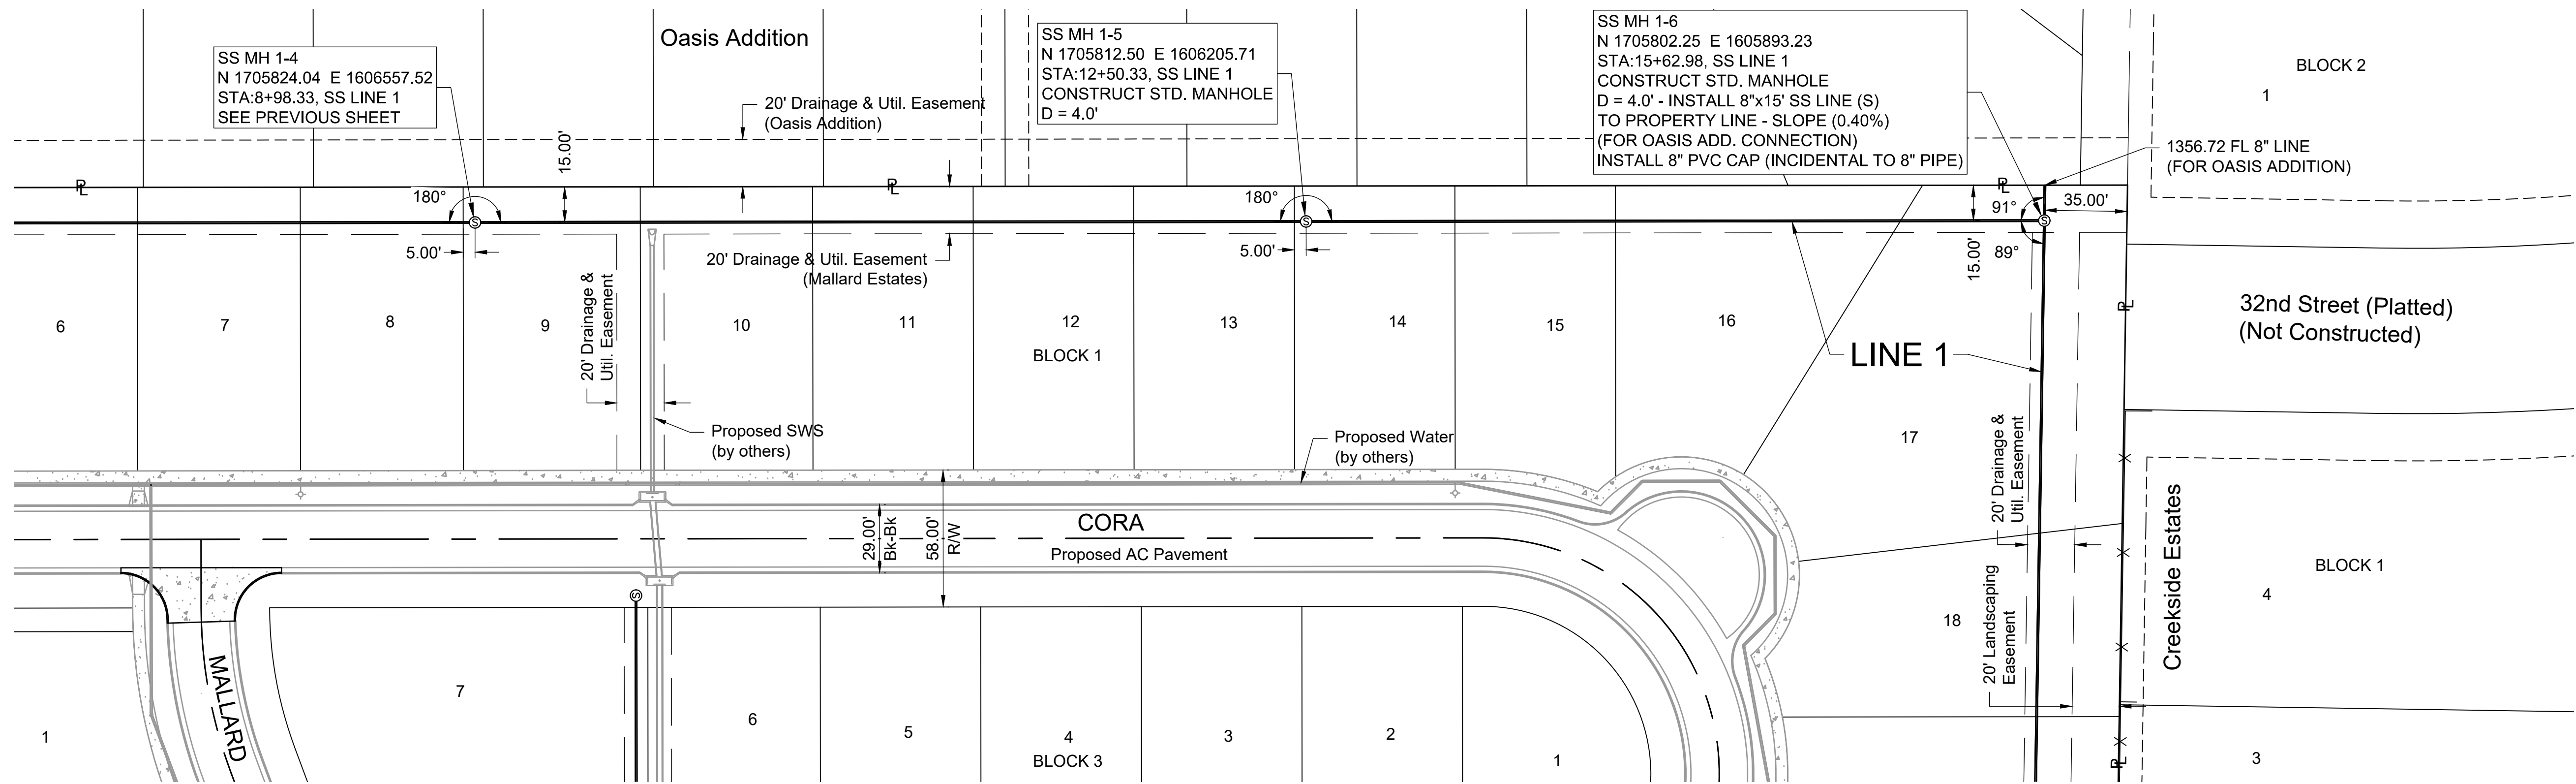 Oasis Addition
SS MH 1-4
N 1705824.04 E 1606557.52
STA:8+98.33, SS LINE 1
SEE PREVIOUS SHEET
SS MH 1-5
N 1705812.50 E 1606205.71
STA:12+50.33, SS LINE 1
CONSTRUCT STD. MANHOLE
D = 4.0'
SS MH 1-6
N 1705802.25 E 1605893.23
STA:15+62.98, SS LINE 1
CONSTRUCT STD. MANHOLE
D = 4.0' - INSTALL 8"x15' SS LINE (S)
TO PROPERTY LINE - SLOPE (0.40%)
(FOR OASIS ADD. CONNECTION)
INSTALL 8" PVC CAP (INCIDENTAL TO 8" PIPE)
BLOCK 2
1
20' Drainage & Util. Easement
(Oasis Addition)
15.00'
1356.72 FL 8" LINE
(FOR OASIS ADDITION)
PL
PL
PL
180°
180°
91°
35.00'
S
S
S
5.00'
5.00'
15.00'
89°
20' Drainage & Util. Easement
(Mallard Estates)
20' Drainage &
Util. Easement
6
7
8
9
10
11
12
13
14
15
16
BLOCK 1
LINE 1
PL
32nd Street (Platted)
(Not Constructed)
Proposed SWS
(by others)
Proposed Water
(by others)
17
20' Drainage &
Util. Easement
29.00'
Bk-Bk
58.00'
R/W
CORA
Proposed AC Pavement
Creekside Estates
BLOCK 1
4
S
18
20' Landscaping
Easement
MALLARD
1
7
6
5
4
BLOCK 3
3
2
1
PL
3